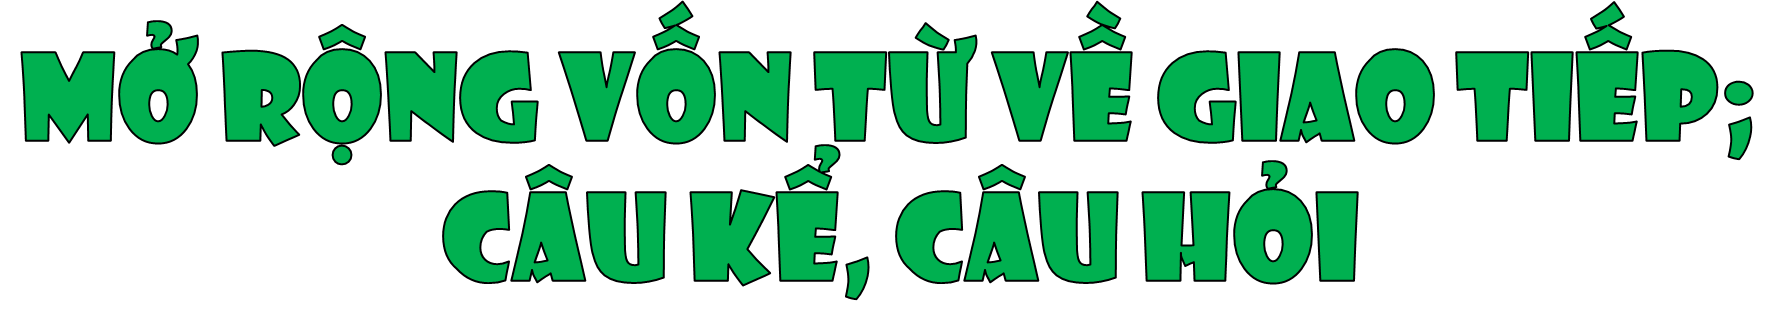 MỞ RỘNG VỐN TỪ VỀ GIAO TIẾP;
CÂU KỂ, CÂU HỎI